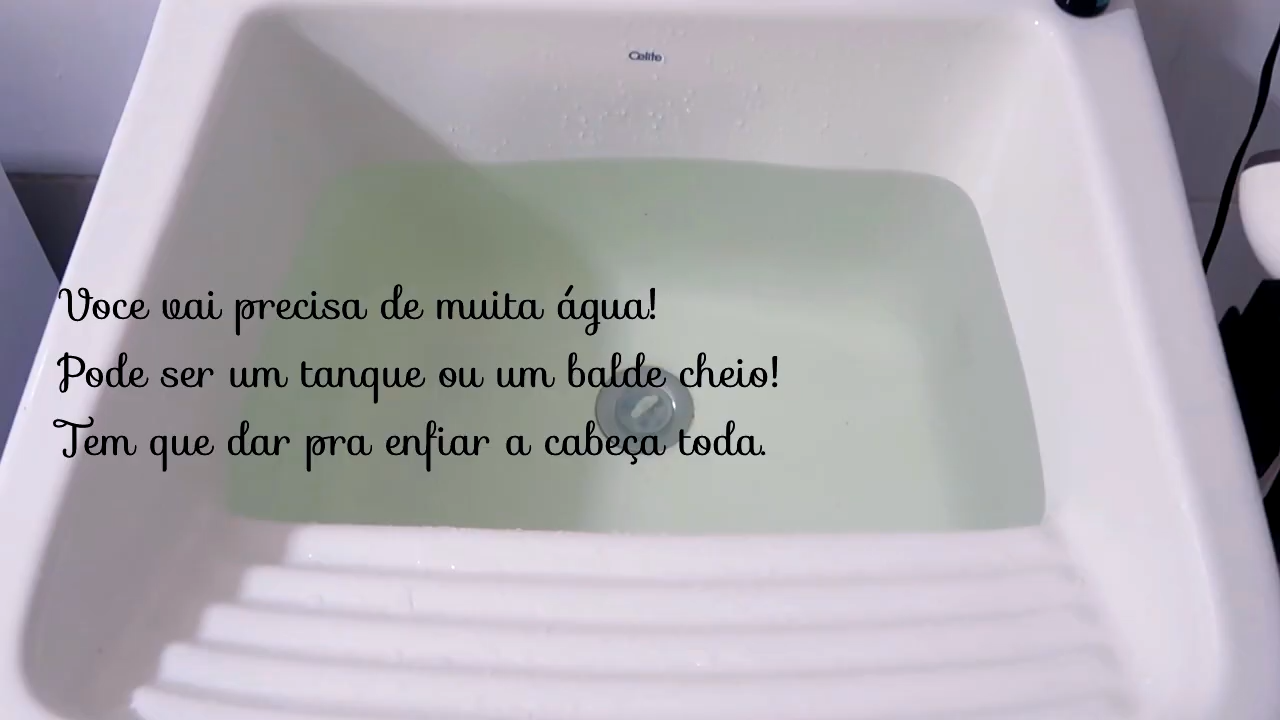 Celite
Voce vai precisa de muita água!
Pode ser um tanque ou um balde cheio!
Tem que dar pra enfiar a cabeça toda.